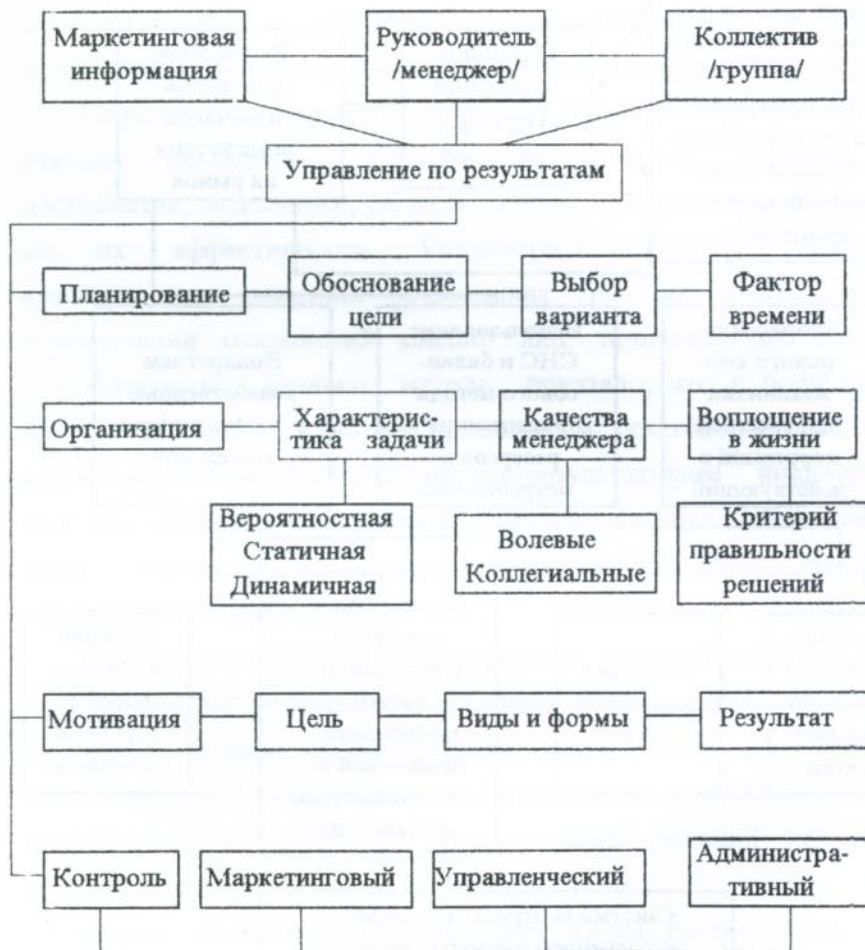 Маркетинговая
информация
Руководитель
/менеджер/
Коллектив
/группа/
Управление по результатам
Планирование
Обоснование
цели
Выбор
варианта
Фактор
времени
Организация
Характерис-
тика задачи
Качества
менеджера
Воплощение
в жизни
Вероятностная
Статичная
Динамичная
Волевые
Коллегиальные
Критерий
правильности
решений
Мотивация
Цель
Виды и формы
Результат
Контроль
Маркетинговый
Управленческий
Администра-
тивный